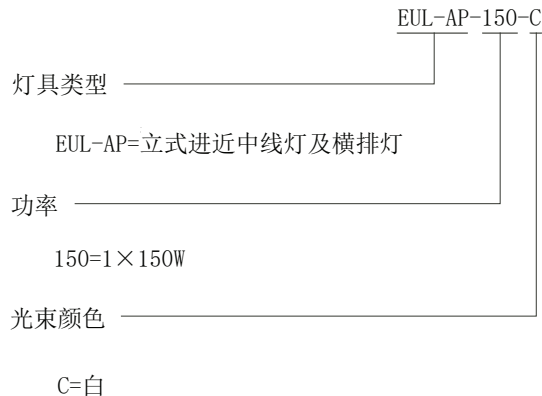 EUL-AP-150-C
灯具类型
EUL-AP=立式进近中线灯及横排灯
功率
150=1×150W
光束颜色
C=白